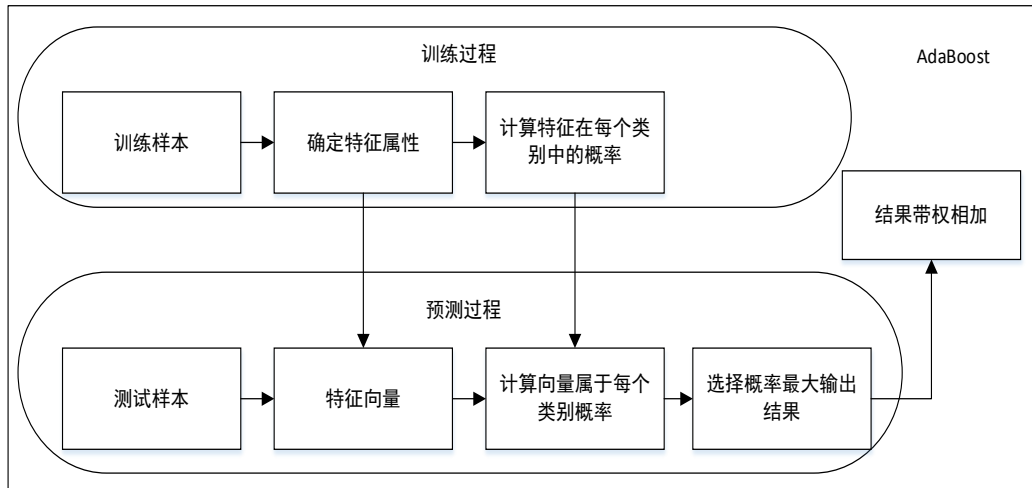 训练过程
AdaBoost
训练样本
确定特征属性
计算特征在每个类
别中的概率
结果带权相加
预测过程
测试样本
特征向量
计算向量属于每个
类别概率
选择概率最大输出
结果